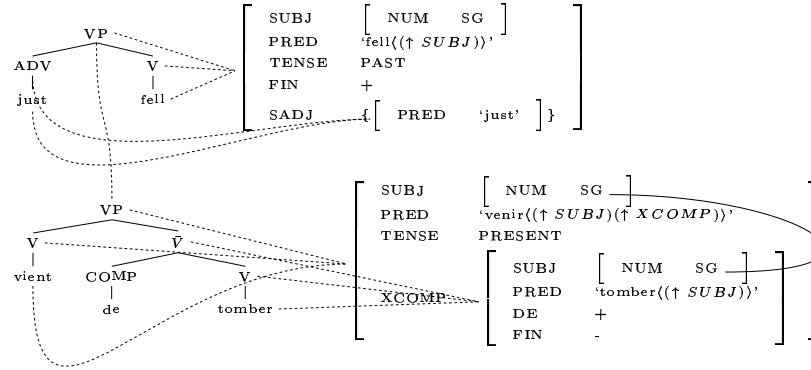 VP
ADV V
just fell
SUBJ [ NUM SG ]
PRED ‘fell⟨(↑ SUBJ)⟩’
TENSE PAST
FIN +
SADJ { [ PRED ‘just’ ] }
VP
V V̄
vient COMP V
de tomber
SUBJ [ NUM SG ]
PRED ‘venir⟨(↑ SUBJ)(↑ XCOMP)⟩’
TENSE PRESENT
XCOMP
SUBJ [ NUM SG ]
PRED ‘tomber⟨(↑ SUBJ)⟩’
DE +
FIN -